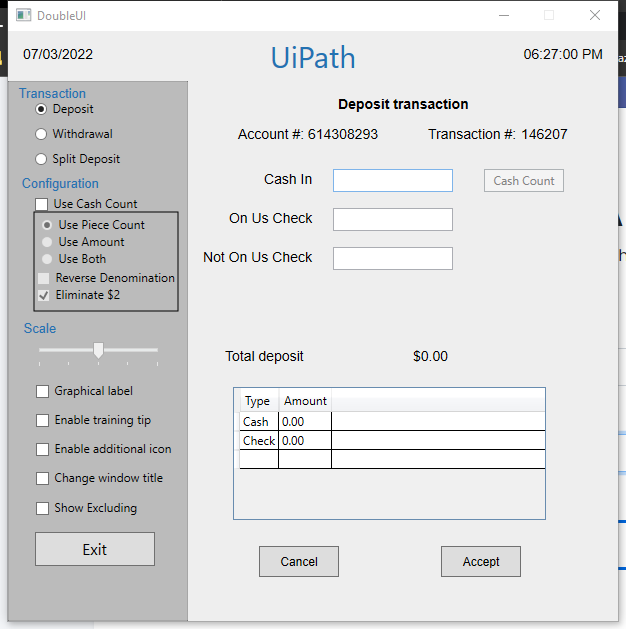 DoubleUI
07/03/2022
UiPath
06:27:00 PM
Transaction
Deposit
Withdrawal
Split Deposit
Configuration
Use Cash Count
Use Piece Count
Use Amount
Use Both
Reverse Denomination
Eliminate $2
Scale
Graphical label
Enable training tip
Enable additional icon
Change window title
Show Excluding
Exit
Deposit transaction
Account #: 614308293 Transaction #: 146207
Cash In
Cash Count
On Us Check
Not On Us Check
Total deposit $0.00
Type Amount
Cash 0.00
Check 0.00
Cancel Accept